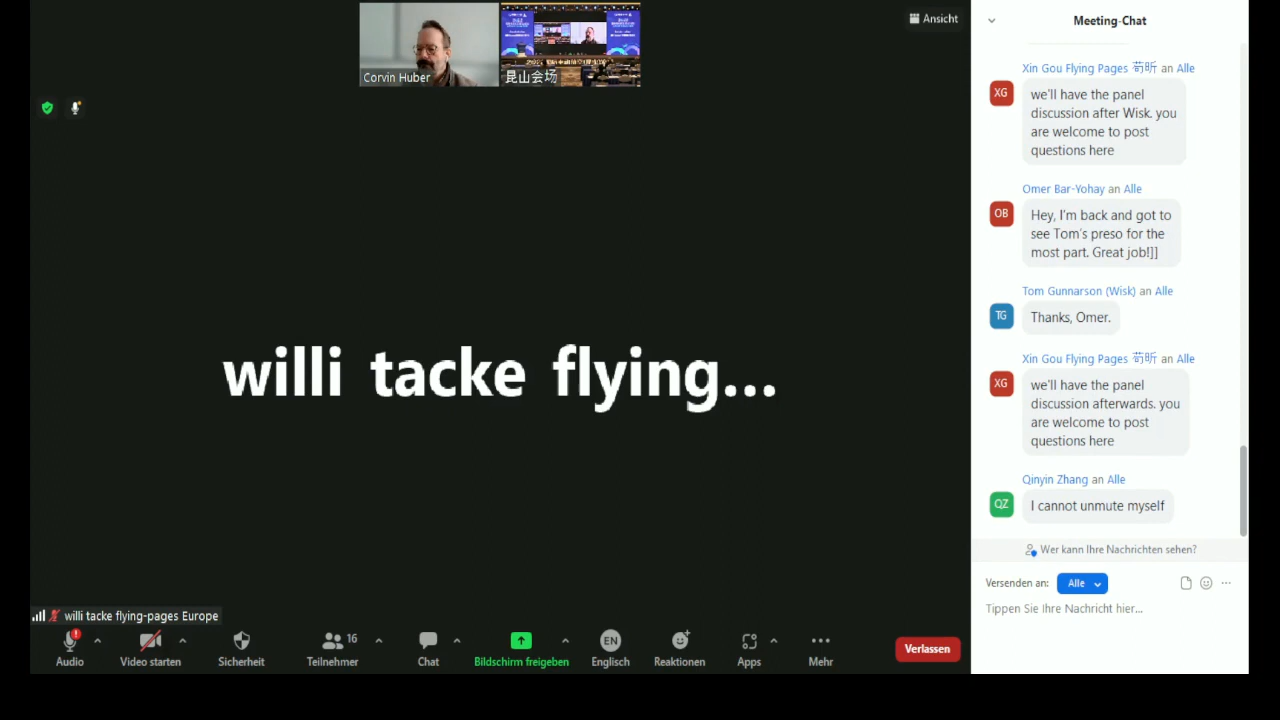 Corvin Huber
昆山会场
Ansicht
willi tacke flying...
willi tacke flying-pages Europe
Audio
Video starten
Sicherheit
16
Teilnehmer
Chat
Bildschirm freigeben
EN
Englisch
Reaktionen
Apps
Mehr
Verlassen
Meeting-Chat
Xin Gou Flying Pages 苟昕 an Alle
XG
we'll have the panel
discussion after Wisk. you
are welcome to post
questions here
Omer Bar-Yohay an Alle
OB
Hey, I'm back and got to
see Tom's preso for the
most part. Great job!]]
Tom Gunnarson (Wisk) an Alle
TG
Thanks, Omer.
Xin Gou Flying Pages 苟昕 an Alle
XG
we'll have the panel
discussion afterwards. you
are welcome to post
questions here
Qinyin Zhang an Alle
QZ
I cannot unmute myself
Wer kann Ihre Nachrichten sehen?
Versenden an: Alle
Tippen Sie Ihre Nachricht hier...